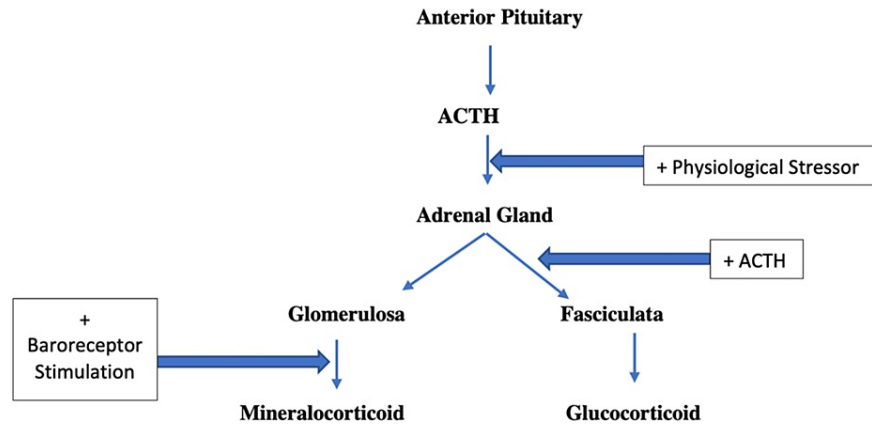 Anterior Pituitary
ACTH
+ Physiological Stressor
Adrenal Gland
+ ACTH
Glomerulosa
Fasciculata
+
Baroreceptor
Stimulation
Mineralocorticoid
Glucocorticoid